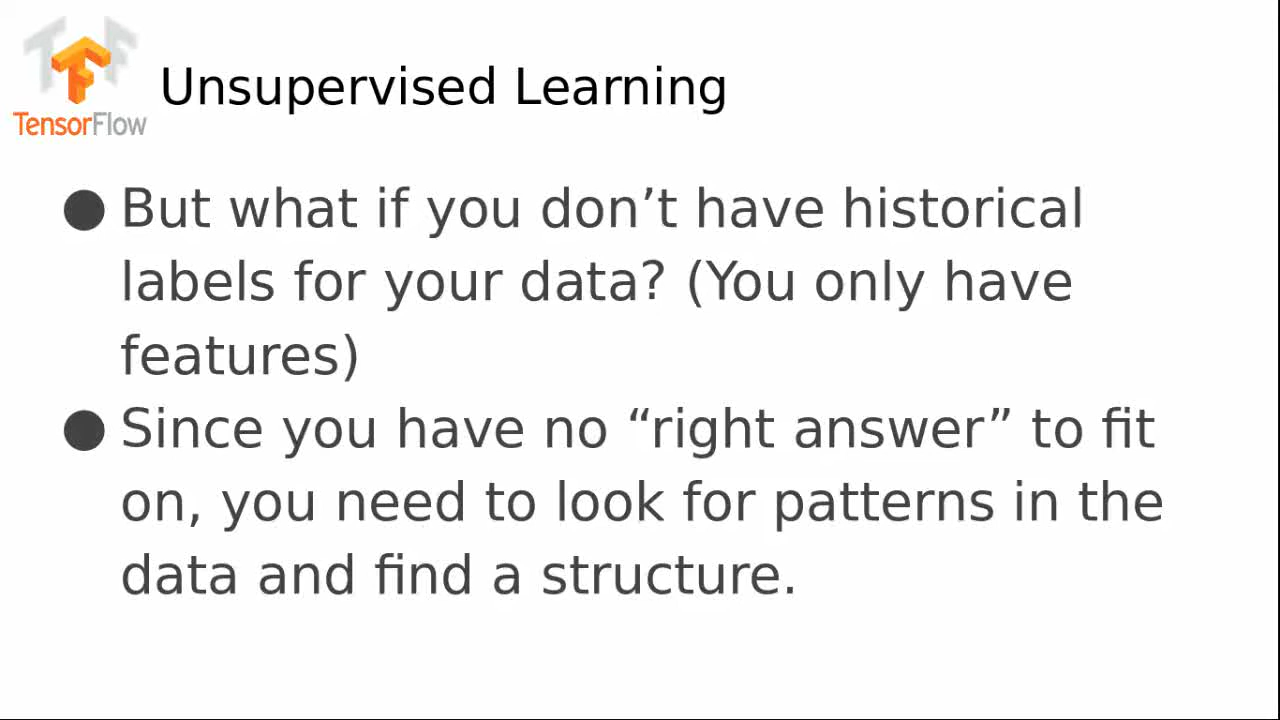 TensorFlow
Unsupervised Learning
● But what if you don’t have historical
labels for your data? (You only have
features)
● Since you have no “right answer” to fit
on, you need to look for patterns in the
data and find a structure.